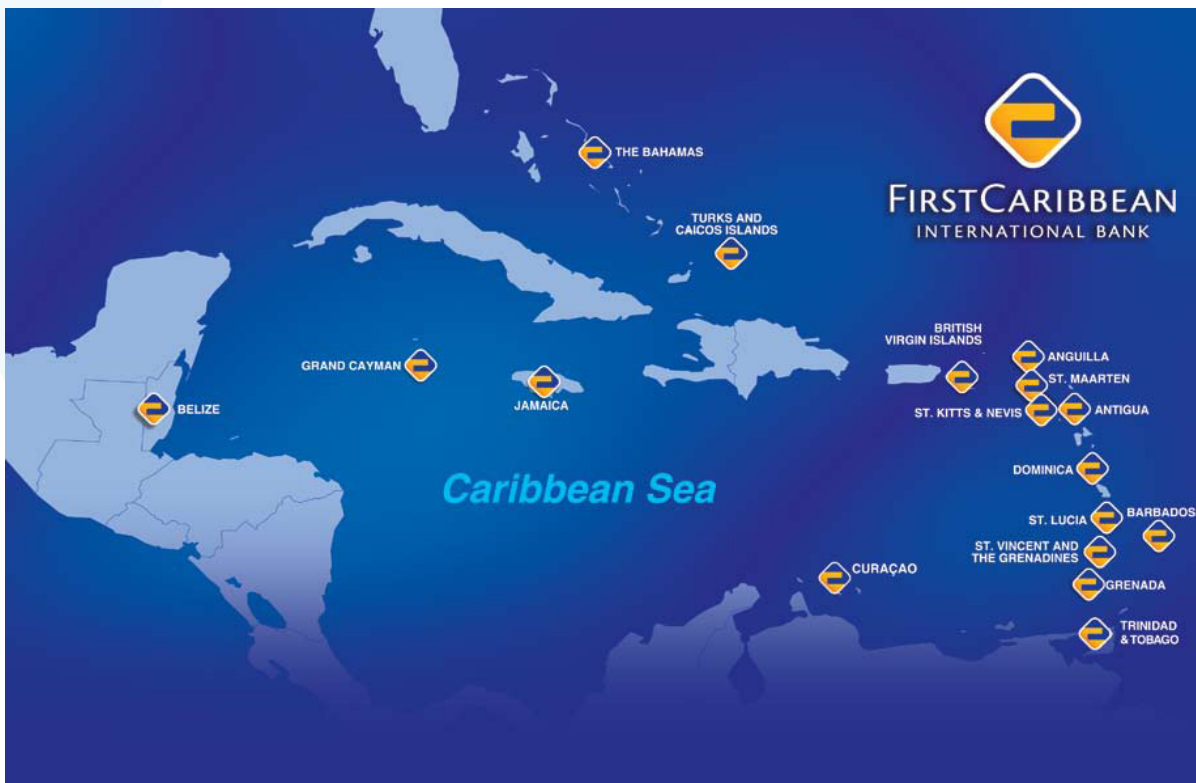 THE BAHAMAS
FIRSTCARIBBEAN
INTERNATIONAL BANK
TURKS AND
CAICOS ISLANDS
BRITISH
VIRGIN ISLANDS
ANGUILLA
GRAND CAYMAN
ST. MAARTEN
JAMAICA
BELIZE
ST. KITTS & NEVIS
ANTIGUA
DOMINICA
Caribbean Sea
BARBADOS
ST. LUCIA
ST. VINCENT AND
THE GRENADINES
CURAÇAO
GRENADA
TRINIDAD
& TOBAGO